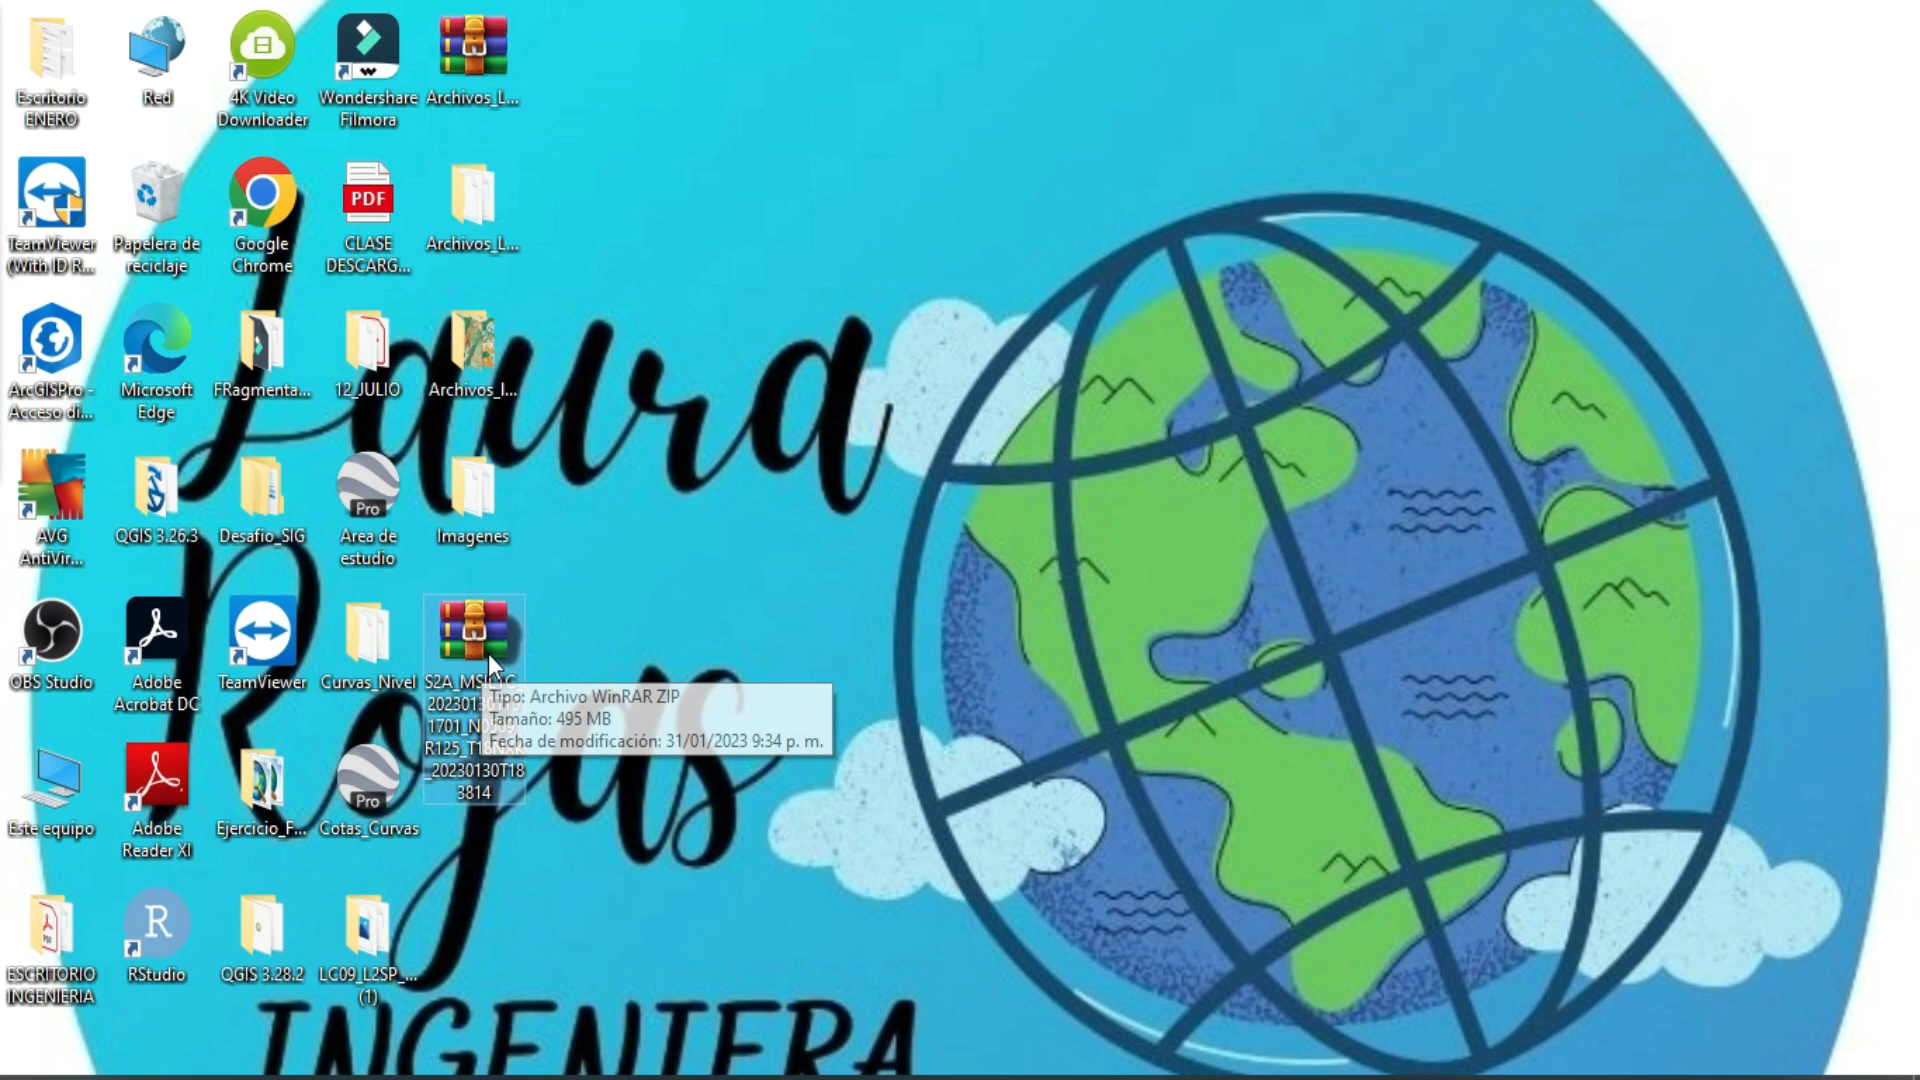 Escritorio
ENERO
Red
4K Video
Downloader
Wondershare
Filmora
Archivos_L...
TeamViewer
(With ID R...
Papelera de
reciclaje
Google
Chrome
PDF
CLASE
DESCARG...
Archivos_L...
ArcGISPro -
Acceso di...
Microsoft
Edge
FRagmenta...
12_JULIO
Archivos_I...
AVG
AntiVir...
QGIS 3.26.3
Desafio_SIG
Pro
Area de
estudio
Imagenes
OBS Studio
Adobe
Acrobat DC
TeamViewer
Curvas_Nivel
Tipo: Archivo WinRAR ZIP
Tamaño: 495 MB
Fecha de modificación: 31/01/2023 9:34 p. m.
_20230130T18
3814
Este equipo
Adobe
Reader XI
Ejercicio_F...
Pro
Cotas_Curvas
ESCRITORIO
INGENIERIA
R
RStudio
QGIS 3.28.2
LC09_L2SP_...
(1)
Laura
Rojas
INGENIERA